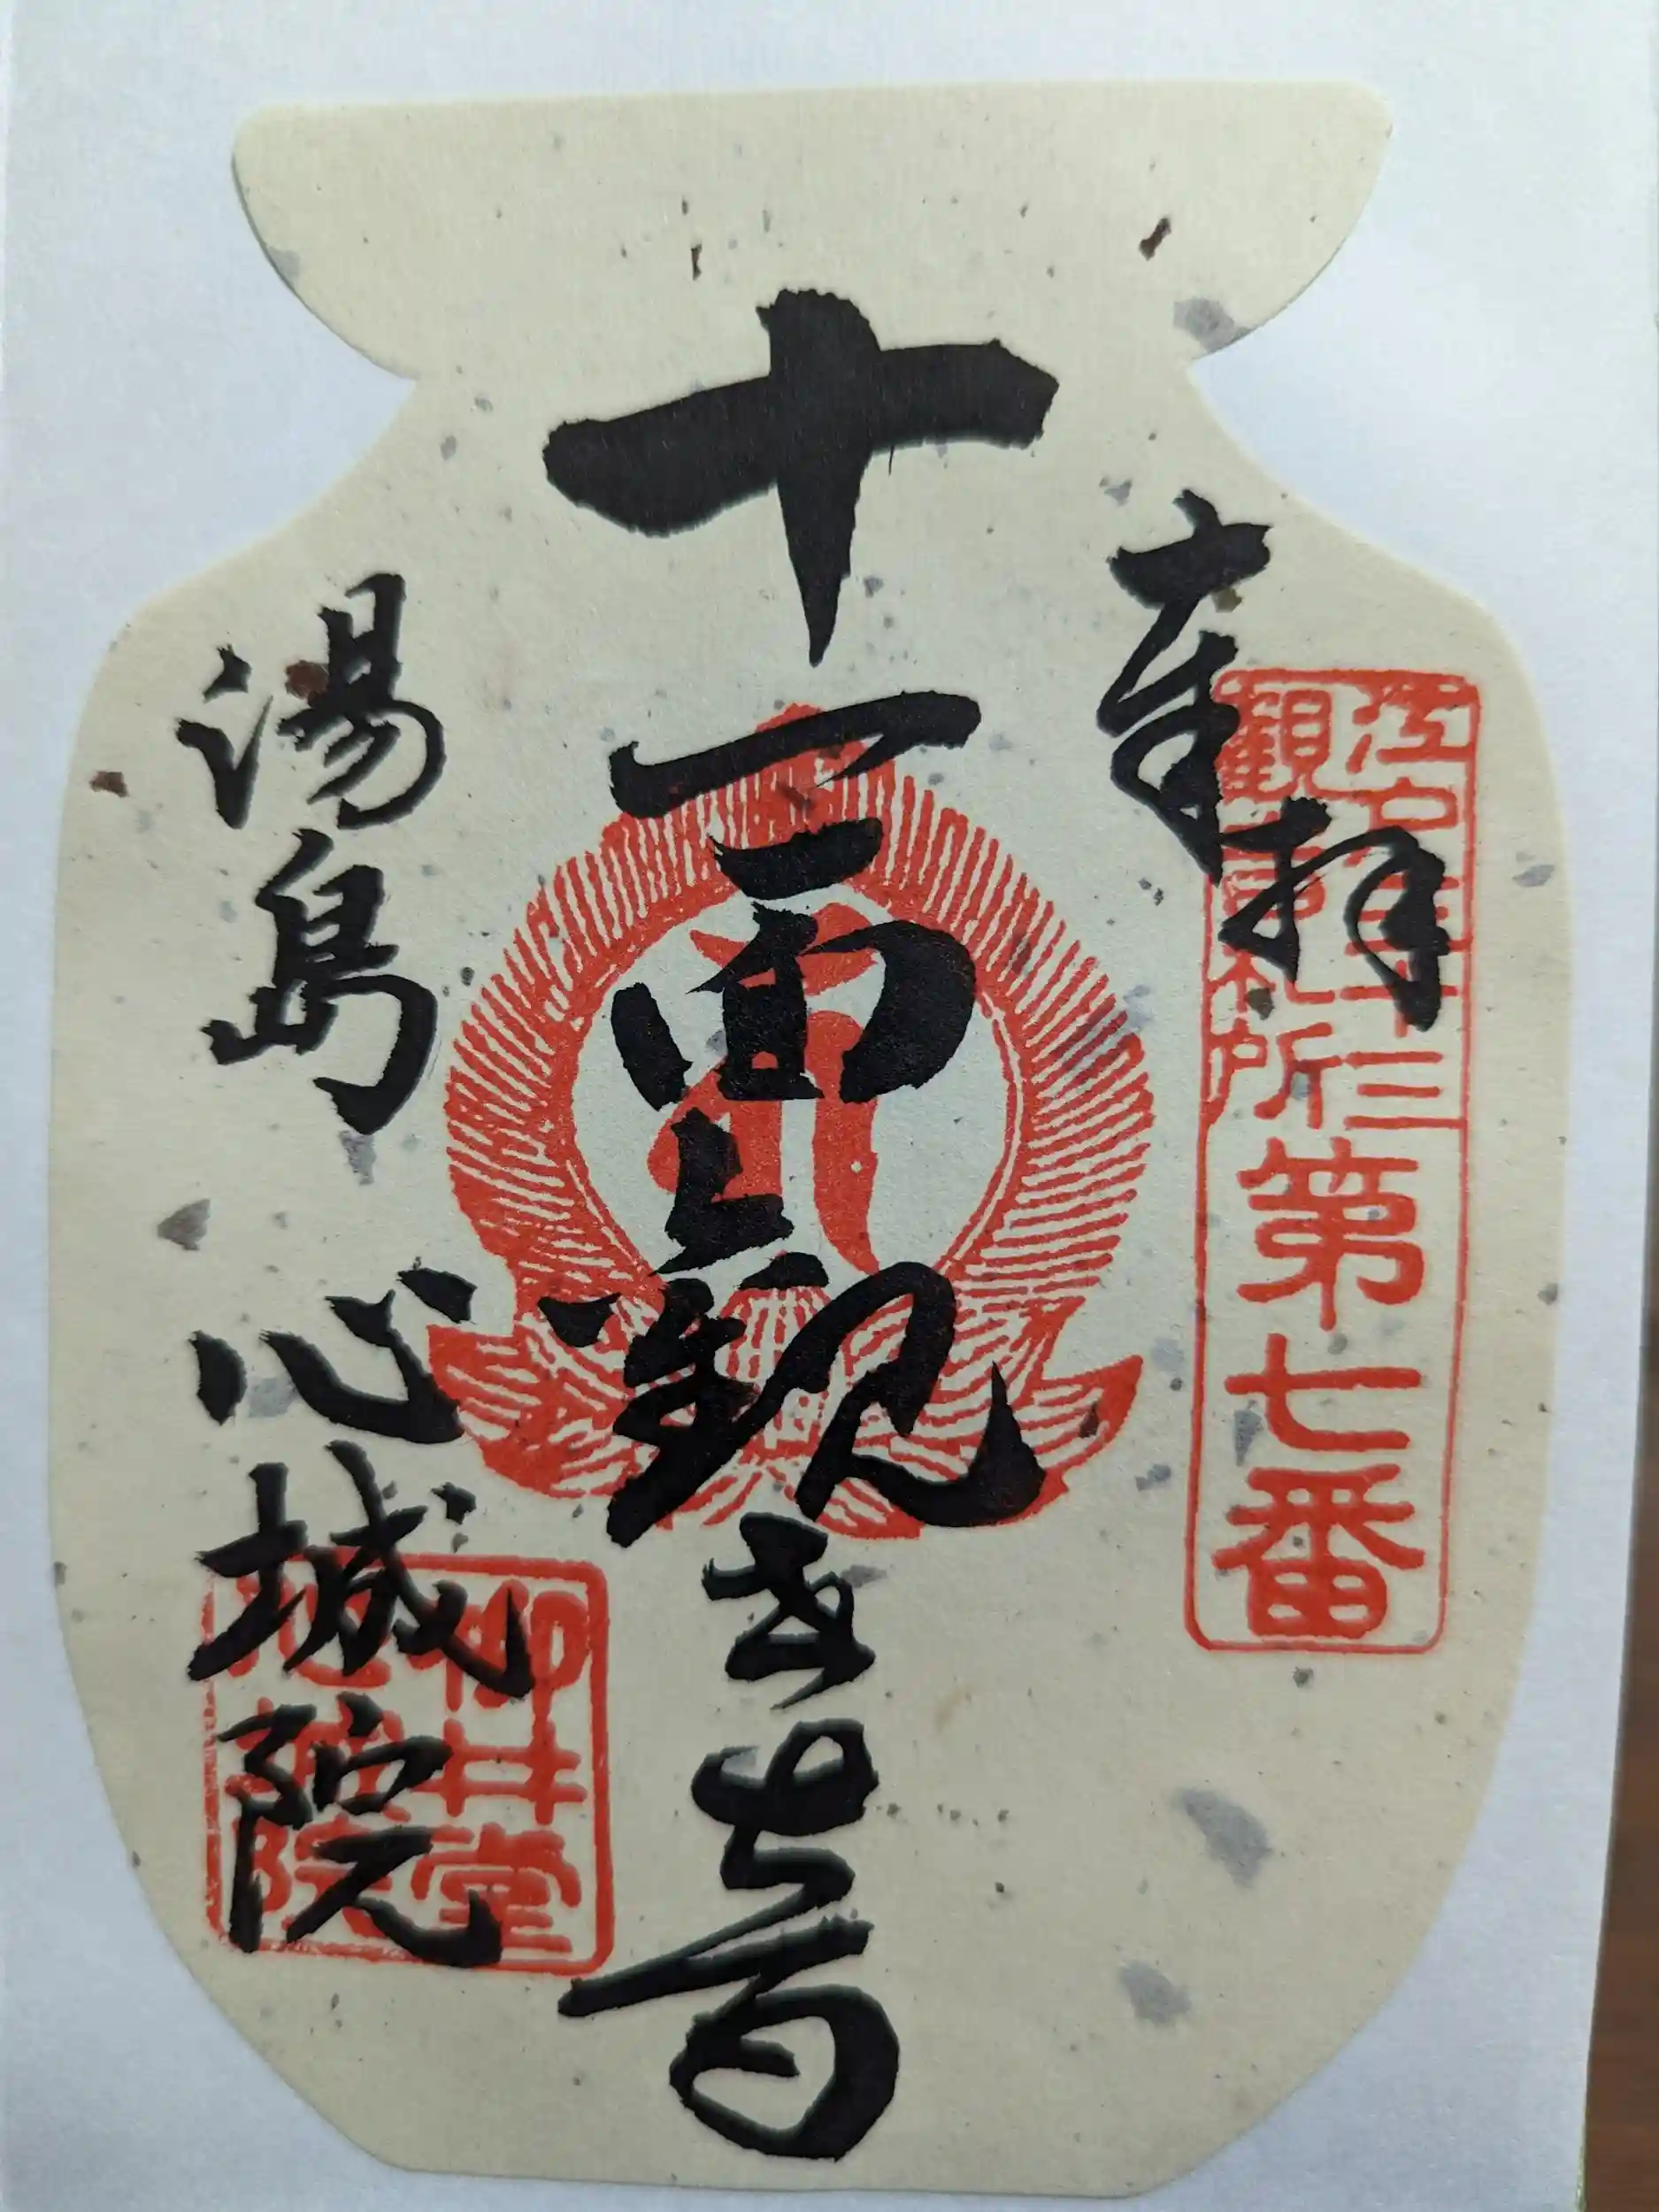 奉拝
江戸三十三
観音札所
第七番
十一面観世音
湯島 心城院
柳井堂
心城院